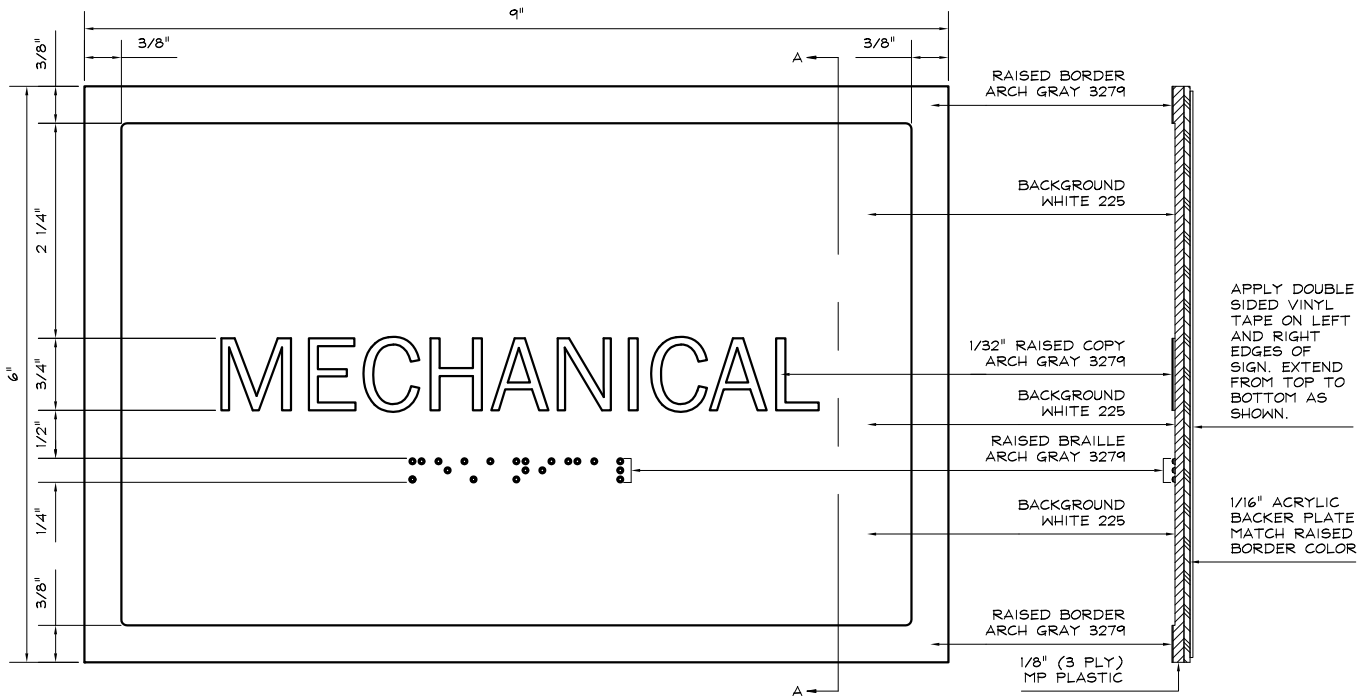 9"
3/8"
3/8"
3/8"
A
RAISED BORDER
ARCH GRAY 3279
BACKGROUND
WHITE 225
2 1/4"
APPLY DOUBLE
SIDED VINYL
TAPE ON LEFT
AND RIGHT
EDGES OF
SIGN. EXTEND
FROM TOP TO
BOTTOM AS
SHOWN.
6"
3/4"
MECHANICAL
1/32" RAISED COPY
ARCH GRAY 3279
BACKGROUND
WHITE 225
1/2"
RAISED BRAILLE
ARCH GRAY 3279
1/4"
BACKGROUND
WHITE 225
1/16" ACRYLIC
BACKER PLATE
MATCH RAISED
BORDER COLOR
3/8"
RAISED BORDER
ARCH GRAY 3279
1/8" (3 PLY)
MP PLASTIC
A